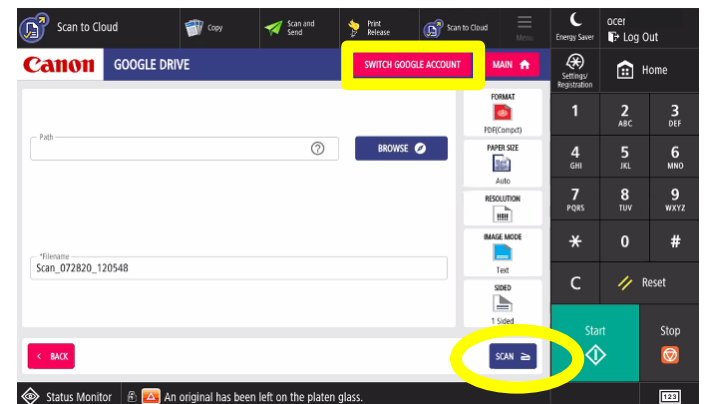 Scan to Cloud
Copy
Scan and
Send
Print
Release
Scan to Cloud
Menu
Energy Saver
ocer
Log Out
Canon GOOGLE DRIVE
SWITCH GOOGLE ACCOUNT
MAIN
Settings/
Registration
Home
Path
?
BROWSE
FORMAT
PDF(Compct)
PAPER SIZE
Auto
RESOLUTION
IMAGE MODE
Text
SIDED
1 Sided
*Filename
Scan_072820_120548
< BACK
SCAN
1 2 ABC 3 DEF
4 GHI 5 JKL 6 MNO
7 PQRS 8 TUV 9 WXYZ
* 0 #
C Reset
Start
Stop
Status Monitor
An original has been left on the platen glass.
123